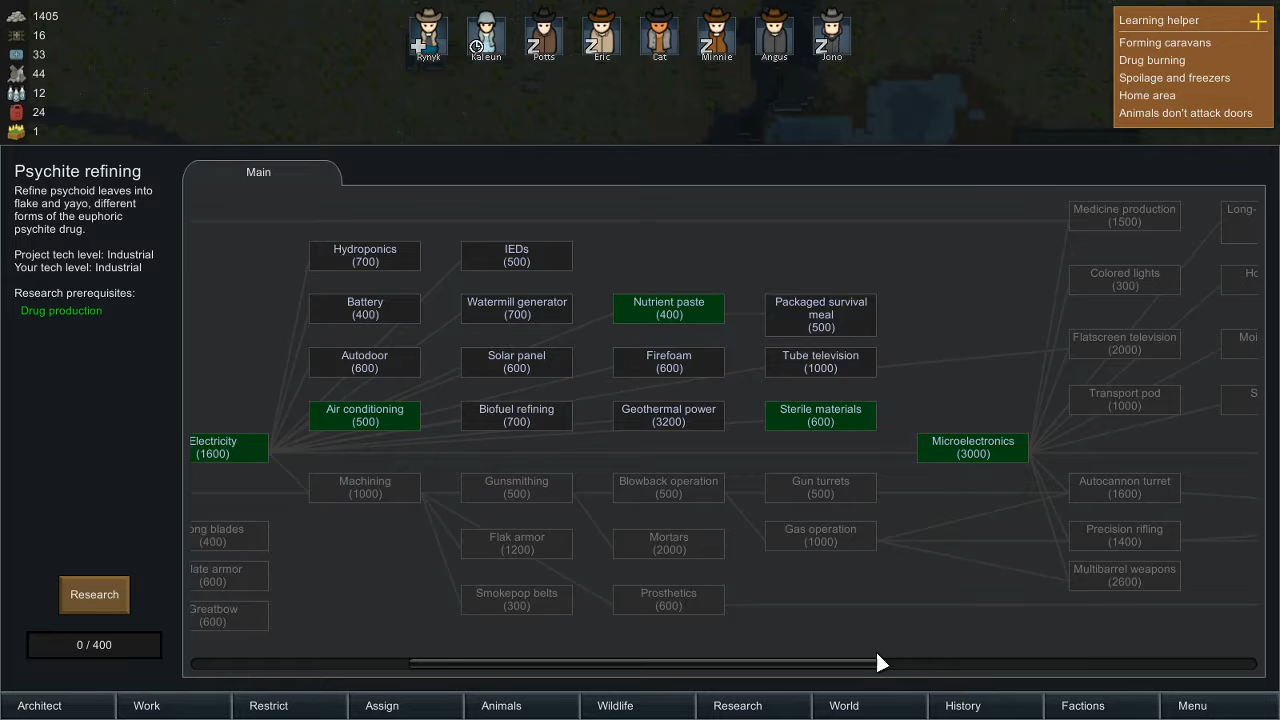 1405
16
33
44
12
24
1
Rynyk
Kaleun
Z
Potts
Z
Eric
Cat
Z
Minnie
Angus
Z
Jono
Learning helper
Forming caravans
Drug burning
Spoilage and freezers
Home area
Animals don't attack doors
Psychite refining
Refine psychoid leaves into
flake and yayo, different
forms of the euphoric
psychite drug.
Project tech level: Industrial
Your tech level: Industrial
Research prerequisites:
Drug production
Research
0 / 400
Main
Hydroponics
(700)
IEDs
(500)
Battery
(400)
Watermill generator
(700)
Nutrient paste
(400)
Packaged survival
meal
(500)
Autodoor
(600)
Solar panel
(600)
Firefoam
(600)
Tube television
(1000)
Air conditioning
(500)
Biofuel refining
(700)
Geothermal power
(3200)
Sterile materials
(600)
Electricity
(1600)
Microelectronics
(3000)
Machining
(1000)
Gunsmithing
(500)
Blowback operation
(500)
Gun turrets
(500)
ong blades
(400)
Flak armor
(1200)
Mortars
(2000)
Gas operation
(1000)
late armor
(600)
Greatbow
(600)
Smokepop belts
(300)
Prosthetics
(600)
Medicine production
(1500)
Long-
Colored lights
(300)
Ho
Flatscreen television
(2000)
Moi
Transport pod
(1000)
S
Autocannon turret
(1600)
Precision rifling
(1400)
Multibarrel weapons
(2600)
Architect
Work
Restrict
Assign
Animals
Wildlife
Research
World
History
Factions
Menu